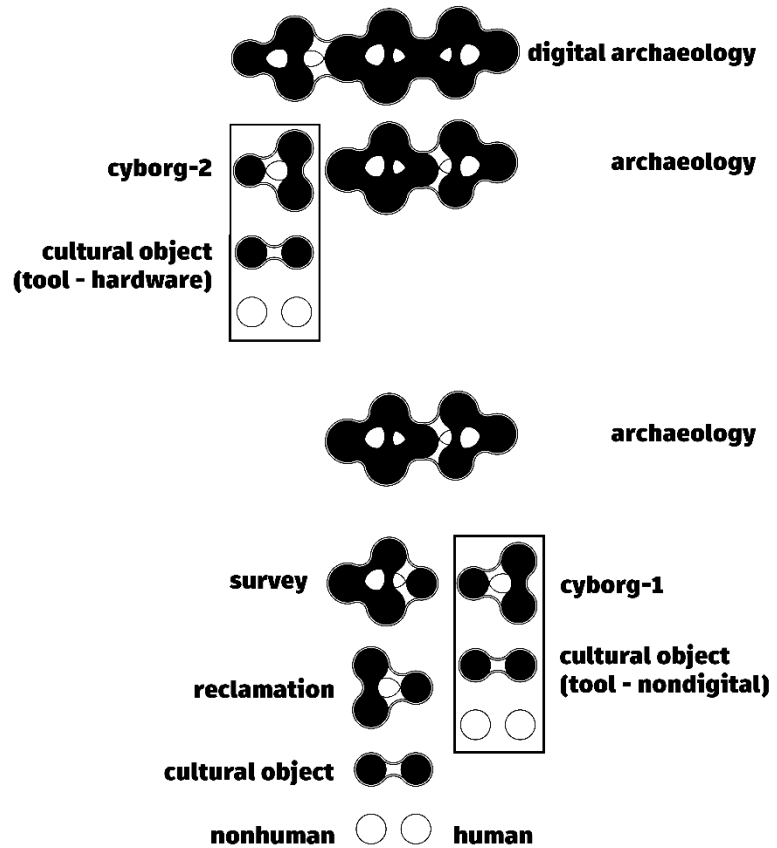 digital archaeology
cyborg-2
archaeology
cultural object
(tool - hardware)
archaeology
survey
cyborg-1
cultural object
(tool - nondigital)
reclamation
cultural object
nonhuman
human